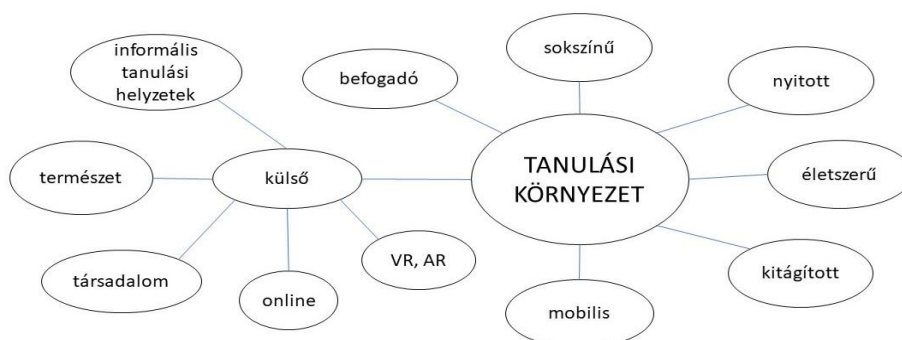 informális
tanulási
helyzetek
befogadó
sokszínű
nyitott
természet
külső
TANULÁSI
KÖRNYEZET
életszerű
társadalom
online
VR, AR
mobilis
kitágított